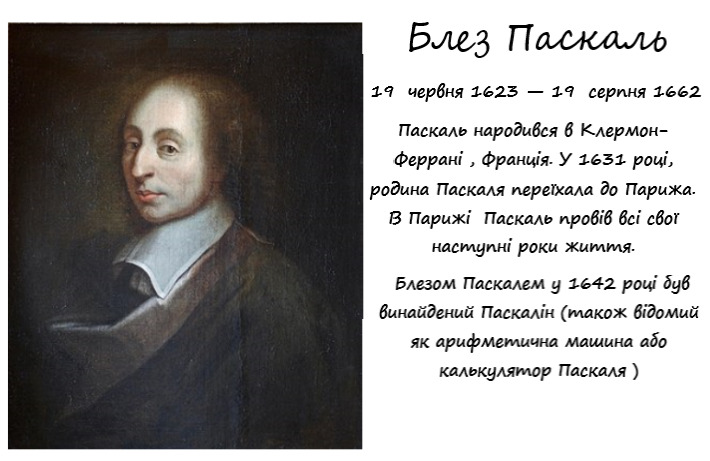 Блез Паскаль
19 червня 1623 — 19 серпня 1662
Паскаль народився в Клермон-
Феррані , Франція. У 1631 році,
родина Паскаля переїхала до Парижа.
В Парижі Паскаль провів всі свої
наступні роки життя.
Блезом Паскалем у 1642 році був
винайдений Паскалін (також відомий
як арифметична машина або
калькулятор Паскаля )